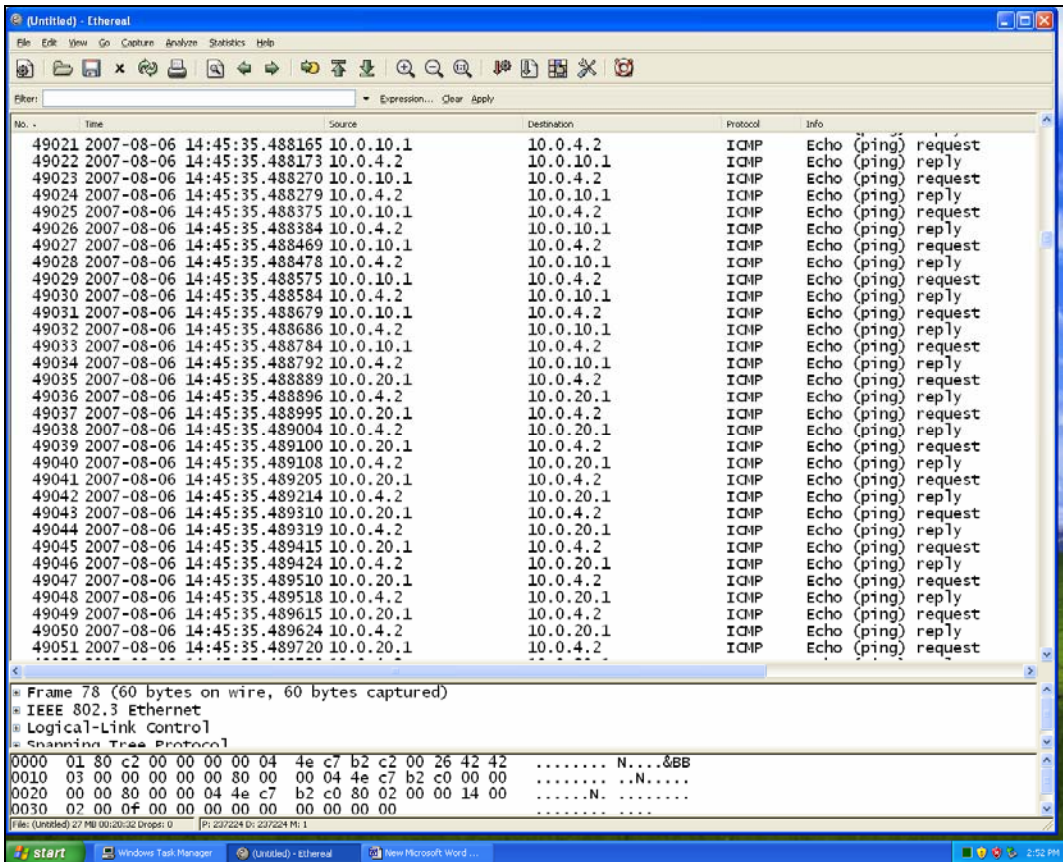 (Untitled) - Ethereal
File Edit View Go Capture Analyze Statistics Help
Filter: Expression... Clear Apply
No. - Time Source Destination Protocol Info
49021 2007-08-06 14:45:35.488165 10.0.10.1 10.0.4.2 ICMP Echo (ping) request
49022 2007-08-06 14:45:35.488173 10.0.4.2 10.0.10.1 ICMP Echo (ping) reply
49023 2007-08-06 14:45:35.488270 10.0.10.1 10.0.4.2 ICMP Echo (ping) request
49024 2007-08-06 14:45:35.488279 10.0.4.2 10.0.10.1 ICMP Echo (ping) reply
49025 2007-08-06 14:45:35.488375 10.0.10.1 10.0.4.2 ICMP Echo (ping) request
49026 2007-08-06 14:45:35.488384 10.0.4.2 10.0.10.1 ICMP Echo (ping) reply
49027 2007-08-06 14:45:35.488469 10.0.10.1 10.0.4.2 ICMP Echo (ping) request
49028 2007-08-06 14:45:35.488478 10.0.4.2 10.0.10.1 ICMP Echo (ping) reply
49029 2007-08-06 14:45:35.488575 10.0.10.1 10.0.4.2 ICMP Echo (ping) request
49030 2007-08-06 14:45:35.488584 10.0.4.2 10.0.10.1 ICMP Echo (ping) reply
49031 2007-08-06 14:45:35.488679 10.0.10.1 10.0.4.2 ICMP Echo (ping) request
49032 2007-08-06 14:45:35.488686 10.0.4.2 10.0.10.1 ICMP Echo (ping) reply
49033 2007-08-06 14:45:35.488784 10.0.10.1 10.0.4.2 ICMP Echo (ping) request
49034 2007-08-06 14:45:35.488792 10.0.4.2 10.0.10.1 ICMP Echo (ping) reply
49035 2007-08-06 14:45:35.488889 10.0.20.1 10.0.4.2 ICMP Echo (ping) request
49036 2007-08-06 14:45:35.488896 10.0.4.2 10.0.20.1 ICMP Echo (ping) reply
49037 2007-08-06 14:45:35.488995 10.0.20.1 10.0.4.2 ICMP Echo (ping) request
49038 2007-08-06 14:45:35.489004 10.0.4.2 10.0.20.1 ICMP Echo (ping) reply
49039 2007-08-06 14:45:35.489100 10.0.20.1 10.0.4.2 ICMP Echo (ping) request
49040 2007-08-06 14:45:35.489108 10.0.4.2 10.0.20.1 ICMP Echo (ping) reply
49041 2007-08-06 14:45:35.489205 10.0.20.1 10.0.4.2 ICMP Echo (ping) request
49042 2007-08-06 14:45:35.489214 10.0.4.2 10.0.20.1 ICMP Echo (ping) reply
49043 2007-08-06 14:45:35.489310 10.0.20.1 10.0.4.2 ICMP Echo (ping) request
49044 2007-08-06 14:45:35.489319 10.0.4.2 10.0.20.1 ICMP Echo (ping) reply
49045 2007-08-06 14:45:35.489415 10.0.20.1 10.0.4.2 ICMP Echo (ping) request
49046 2007-08-06 14:45:35.489424 10.0.4.2 10.0.20.1 ICMP Echo (ping) reply
49047 2007-08-06 14:45:35.489510 10.0.20.1 10.0.4.2 ICMP Echo (ping) request
49048 2007-08-06 14:45:35.489518 10.0.4.2 10.0.20.1 ICMP Echo (ping) reply
49049 2007-08-06 14:45:35.489615 10.0.20.1 10.0.4.2 ICMP Echo (ping) request
49050 2007-08-06 14:45:35.489624 10.0.4.2 10.0.20.1 ICMP Echo (ping) reply
49051 2007-08-06 14:45:35.489720 10.0.20.1 10.0.4.2 ICMP Echo (ping) request
Frame 78 (60 bytes on wire, 60 bytes captured)
IEEE 802.3 Ethernet
Logical-Link Control
Spanning Tree Protocol
0000 01 80 c2 00 00 00 00 04 4e c7 b2 c2 00 26 42 42 ........ N....&BB
0010 03 00 00 00 00 00 80 00 00 04 4e c7 b2 c0 00 00 ........ ..N.....
0020 00 00 80 00 00 04 4e c7 b2 c0 80 02 00 00 14 00 ......N. ........
0030 02 00 0f 00 00 00 00 00 00 00 00 00 ........ ....
File: (Untitled) 27 MB 00:20:32 Drops: 0 P: 237224 D: 237224 M: 1
start Windows Task Manager (Untitled) - Ethereal New Microsoft Word ... 2:52 PM